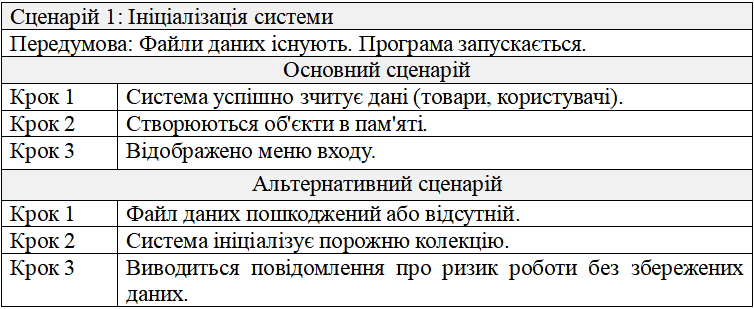 Сценарій 1: Ініціалізація системи
Передумова: Файли даних існують. Програма запускається.
Основний сценарій
Крок 1 Система успішно зчитує дані (товари, користувачі).
Крок 2 Створюються об'єкти в пам'яті.
Крок 3 Відображено меню входу.
Альтернативний сценарій
Крок 1 Файл даних пошкоджений або відсутній.
Крок 2 Система ініціалізує порожню колекцію.
Крок 3 Виводиться повідомлення про ризик роботи без збережених
даних.